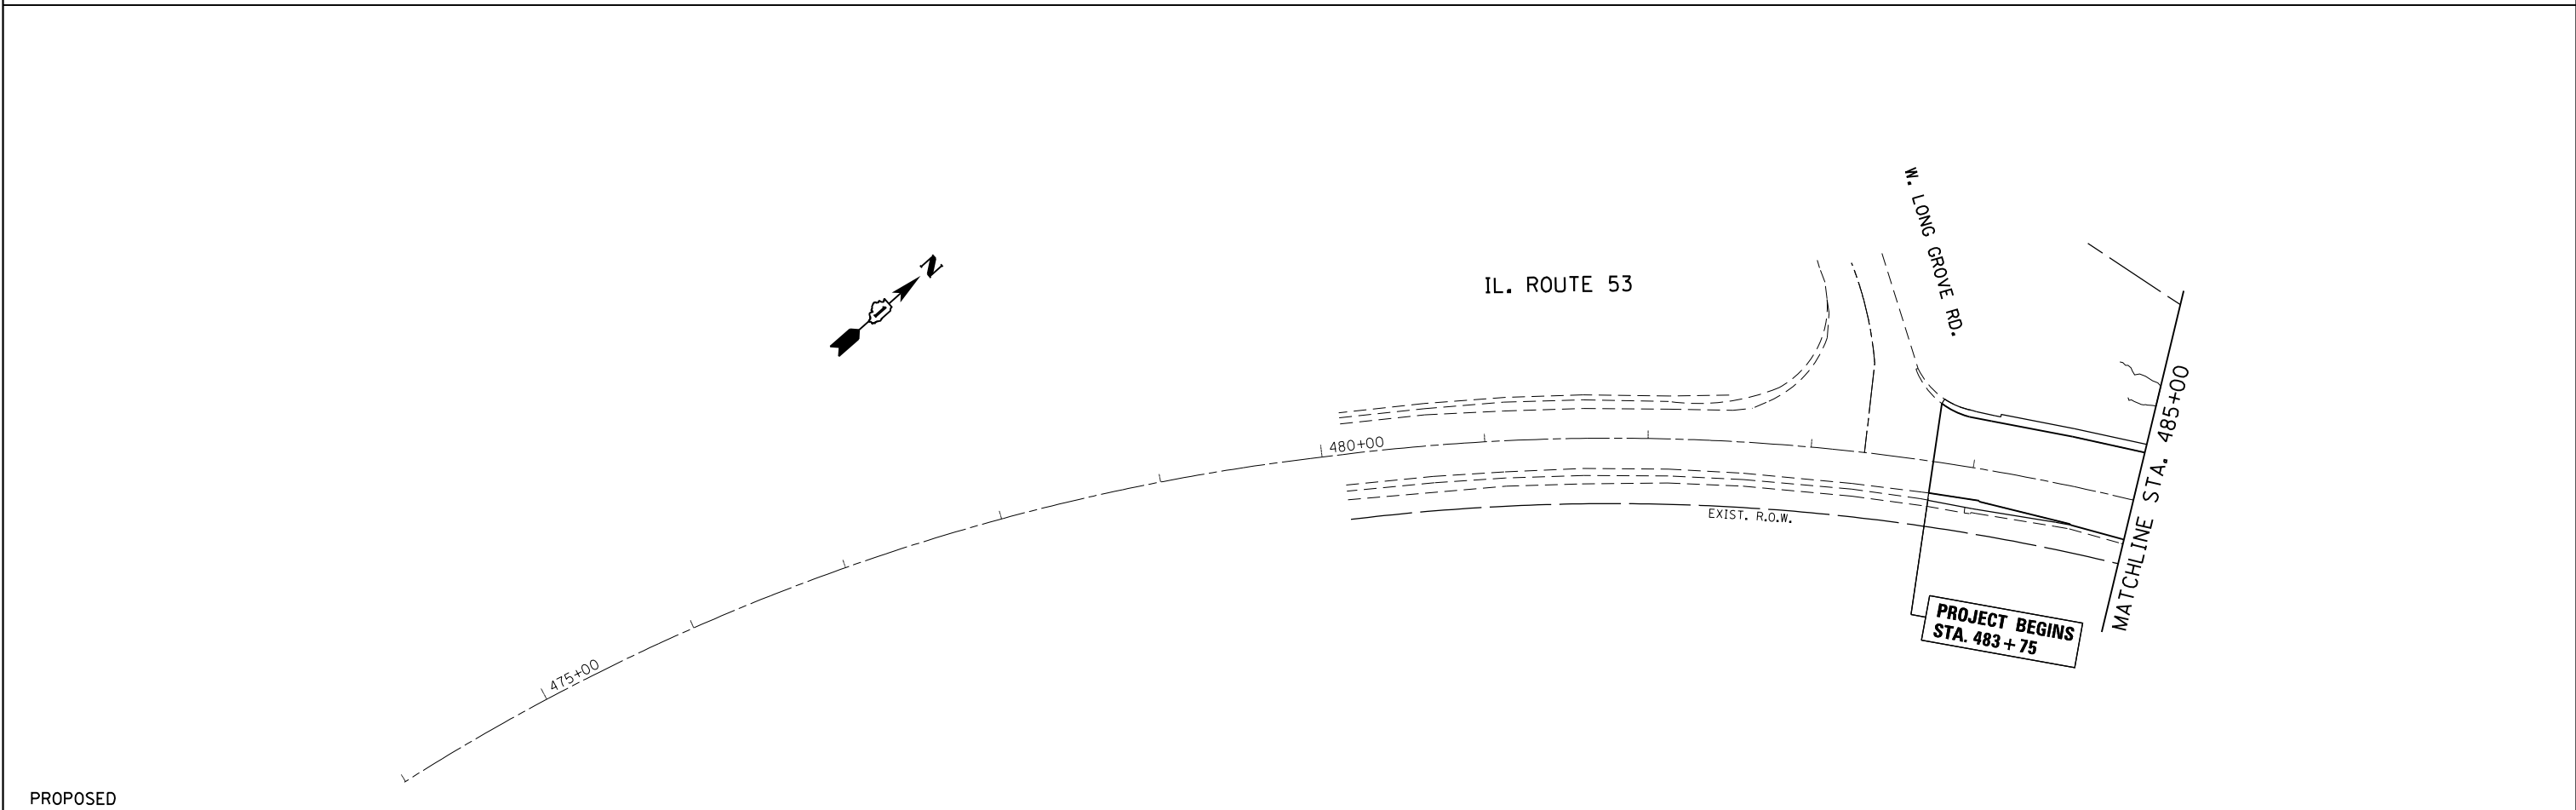 W. LONG GROVE RD.
N
IL. ROUTE 53
480+00
MATCHLINE STA. 485+00
EXIST. R.O.W.
PROJECT BEGINS
STA. 483+75
475+00
PROPOSED